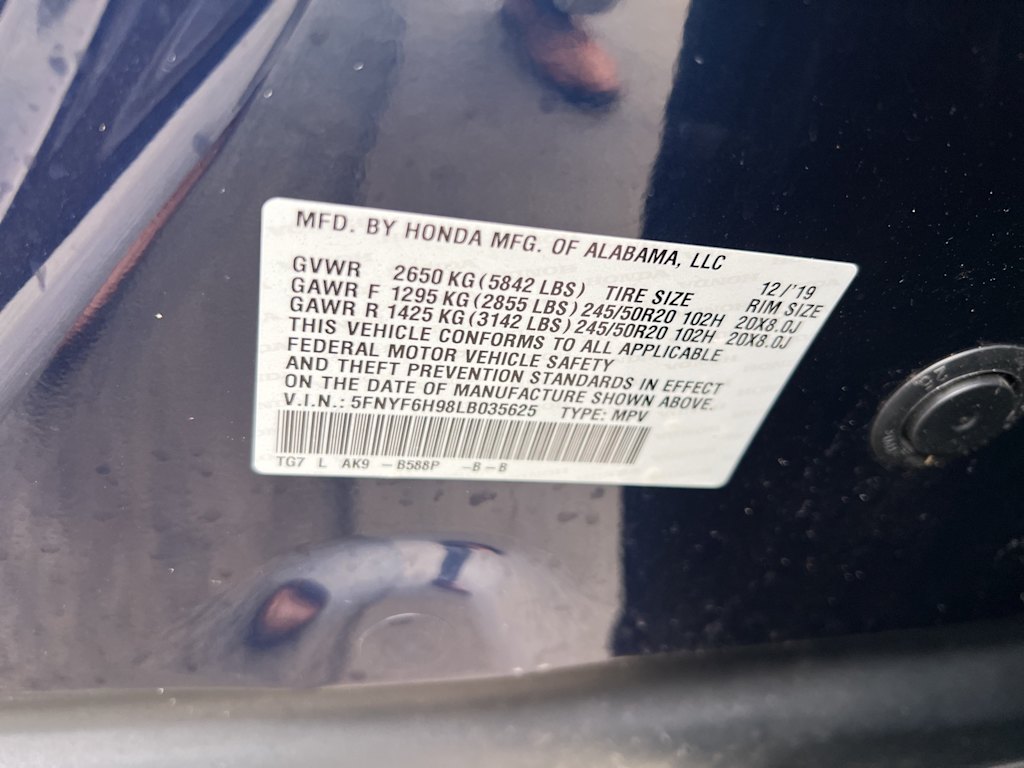 MFD. BY HONDA MFG. OF ALABAMA, LLC
12/'19
GVWR 2650 KG (5842 LBS) TIRE SIZE RIM SIZE
GAWR F 1295 KG (2855 LBS) 245/50R20 102H 20X8.0J
GAWR R 1425 KG (3142 LBS) 245/50R20 102H 20X8.0J
THIS VEHICLE CONFORMS TO ALL APPLICABLE
FEDERAL MOTOR VEHICLE SAFETY
AND THEFT PREVENTION STANDARDS IN EFFECT
ON THE DATE OF MANUFACTURE SHOWN ABOVE.
V.I.N.: 5FNYF6H98LB035625 TYPE: MPV
TG7 L AK9 -B588P -B-B